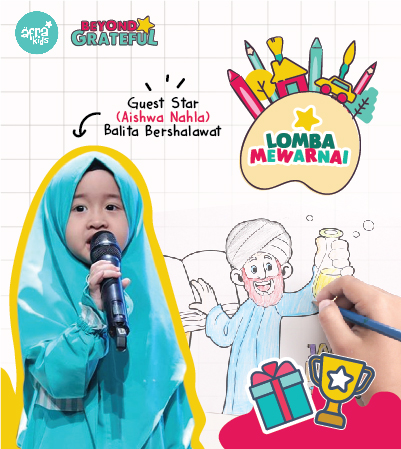 afra
kids
BEYOND
GRATEFUL
Guest Star
(Aishwa Nahla)
Balita Bershalawat
LOMBA
MEWARNAI